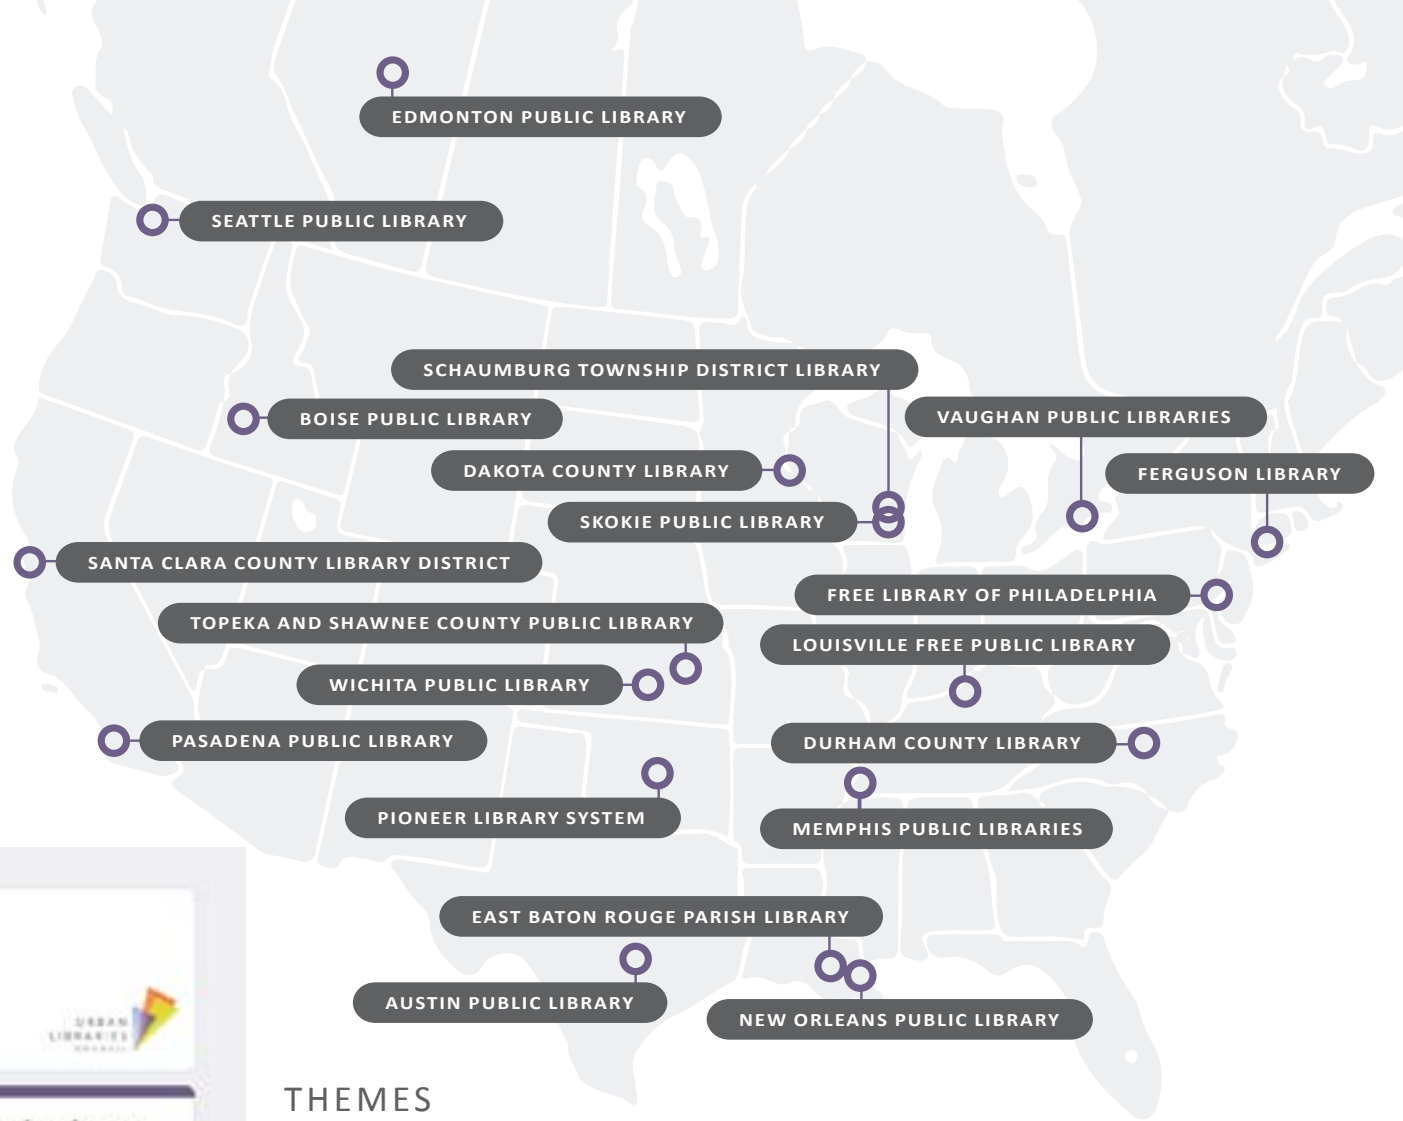 EDMONTON PUBLIC LIBRARY
SEATTLE PUBLIC LIBRARY
SCHAUMBURG TOWNSHIP DISTRICT LIBRARY
BOISE PUBLIC LIBRARY
VAUGHAN PUBLIC LIBRARIES
DAKOTA COUNTY LIBRARY
FERGUSON LIBRARY
SKOKIE PUBLIC LIBRARY
SANTA CLARA COUNTY LIBRARY DISTRICT
FREE LIBRARY OF PHILADELPHIA
TOPEKA AND SHAWNEE COUNTY PUBLIC LIBRARY
LOUISVILLE FREE PUBLIC LIBRARY
WICHITA PUBLIC LIBRARY
PASADENA PUBLIC LIBRARY
DURHAM COUNTY LIBRARY
PIONEER LIBRARY SYSTEM
MEMPHIS PUBLIC LIBRARIES
EAST BATON ROUGE PARISH LIBRARY
AUSTIN PUBLIC LIBRARY
NEW ORLEANS PUBLIC LIBRARY
URBAN
LIBRARIES
COUNCIL
THEMES